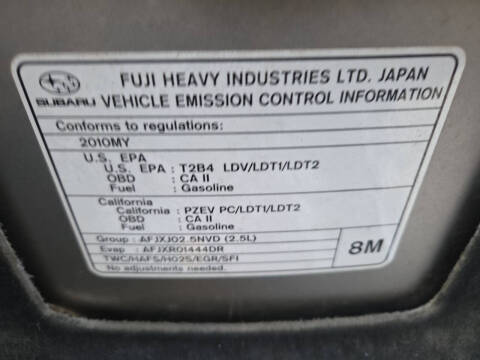 FUJI HEAVY INDUSTRIES LTD. JAPAN
SUBARU VEHICLE EMISSION CONTROL INFORMATION
Conforms to regulations:
2010MY
U.S. EPA
U.S. EPA : T2B4 LDV/LDT1/LDT2
OBD : CA II
Fuel : Gasoline
California
California : PZEV PC/LDT1/LDT2
OBD : CA II
Fuel : Gasoline
Group : AFJXJ02.5NVD (2.5L)
Evap : AFJXR01444DR
TWC/HAFS/HO2S/EGR/SFI
No adjustments needed.
8M